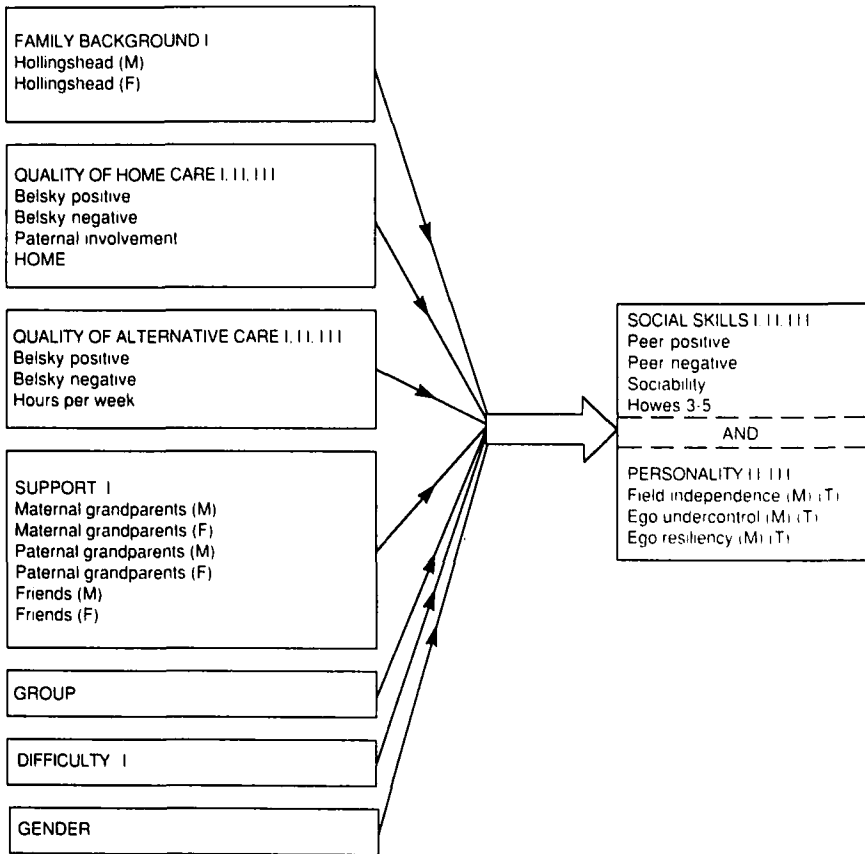 FAMILY BACKGROUND I
Hollingshead (M)
Hollingshead (F)
QUALITY OF HOME CARE I, II, III
Belsky positive
Belsky negative
Paternal involvement
HOME
QUALITY OF ALTERNATIVE CARE I, II, III
Belsky positive
Belsky negative
Hours per week
SUPPORT I
Maternal grandparents (M)
Maternal grandparents (F)
Paternal grandparents (M)
Paternal grandparents (F)
Friends (M)
Friends (F)
GROUP
DIFFICULTY I
GENDER
SOCIAL SKILLS I, II, III
Peer positive
Peer negative
Sociability
Howes 3-5
AND
PERSONALITY II, III
Field independence (M) (T)
Ego undercontrol (M) (T)
Ego resiliency (M) (T)